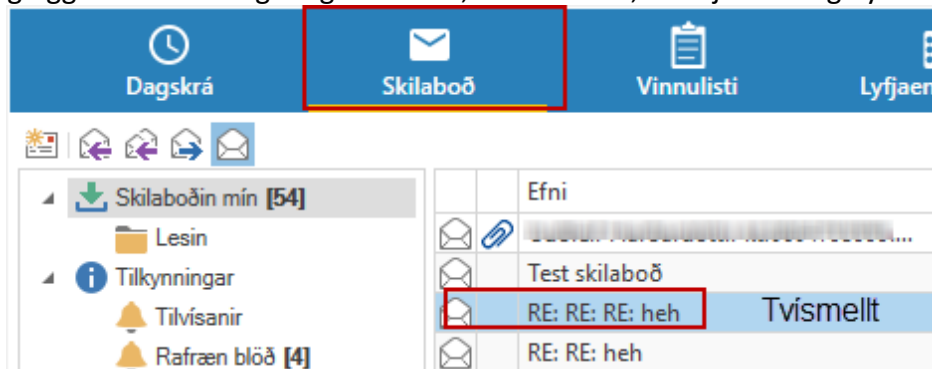 Dagskrá
Skilaboð
Vinnulisti
Lyfjaen
Skilaboðin mín [54]
Lesin
Tilkynningar
Tilvísanir
Rafræn blöð [4]
Efni
Test skilaboð
RE: RE: RE: heh Tvísmellt
RE: RE: heh